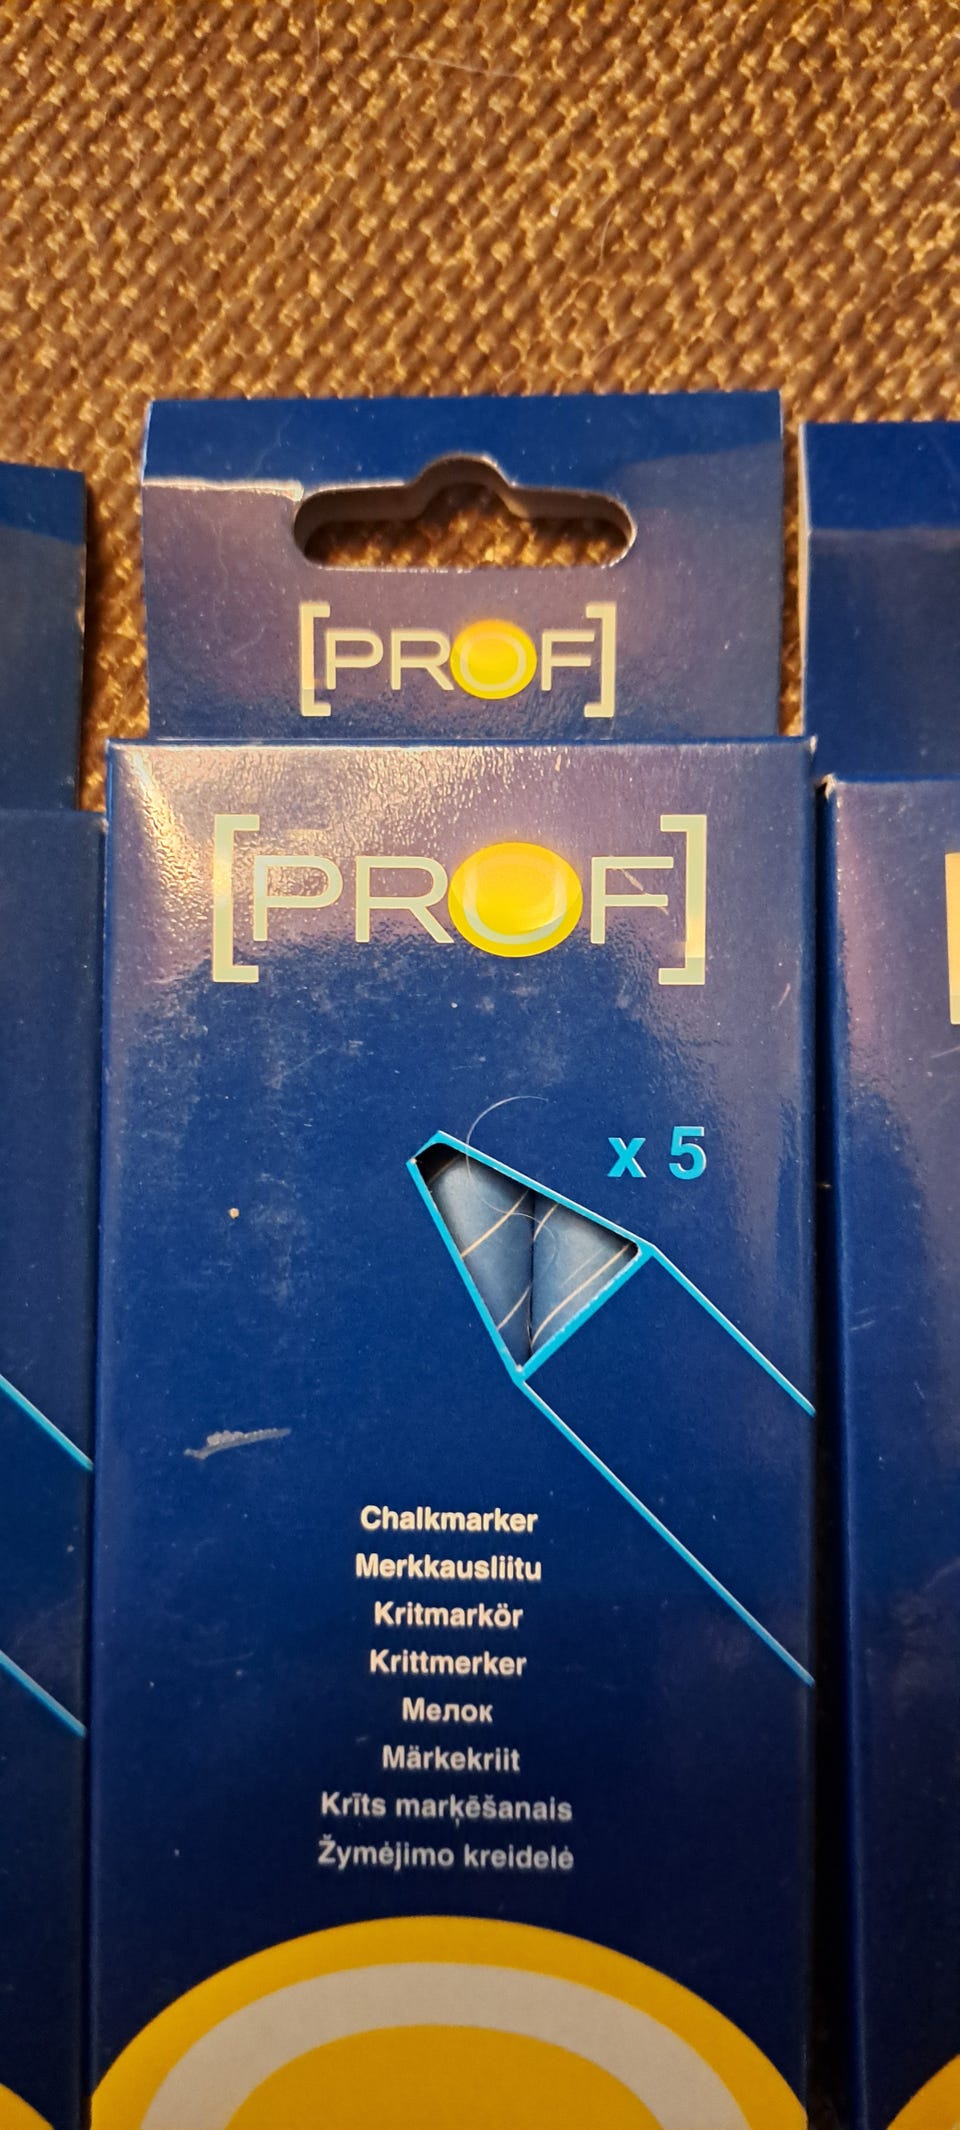 [PROF]
[PROF]
x 5
Chalkmarker
Merkkausliitu
Kritmarkör
Krittmerker
Мелок
Märkekriit
Krīts marķēšanais
Žymėjimo kreidelė